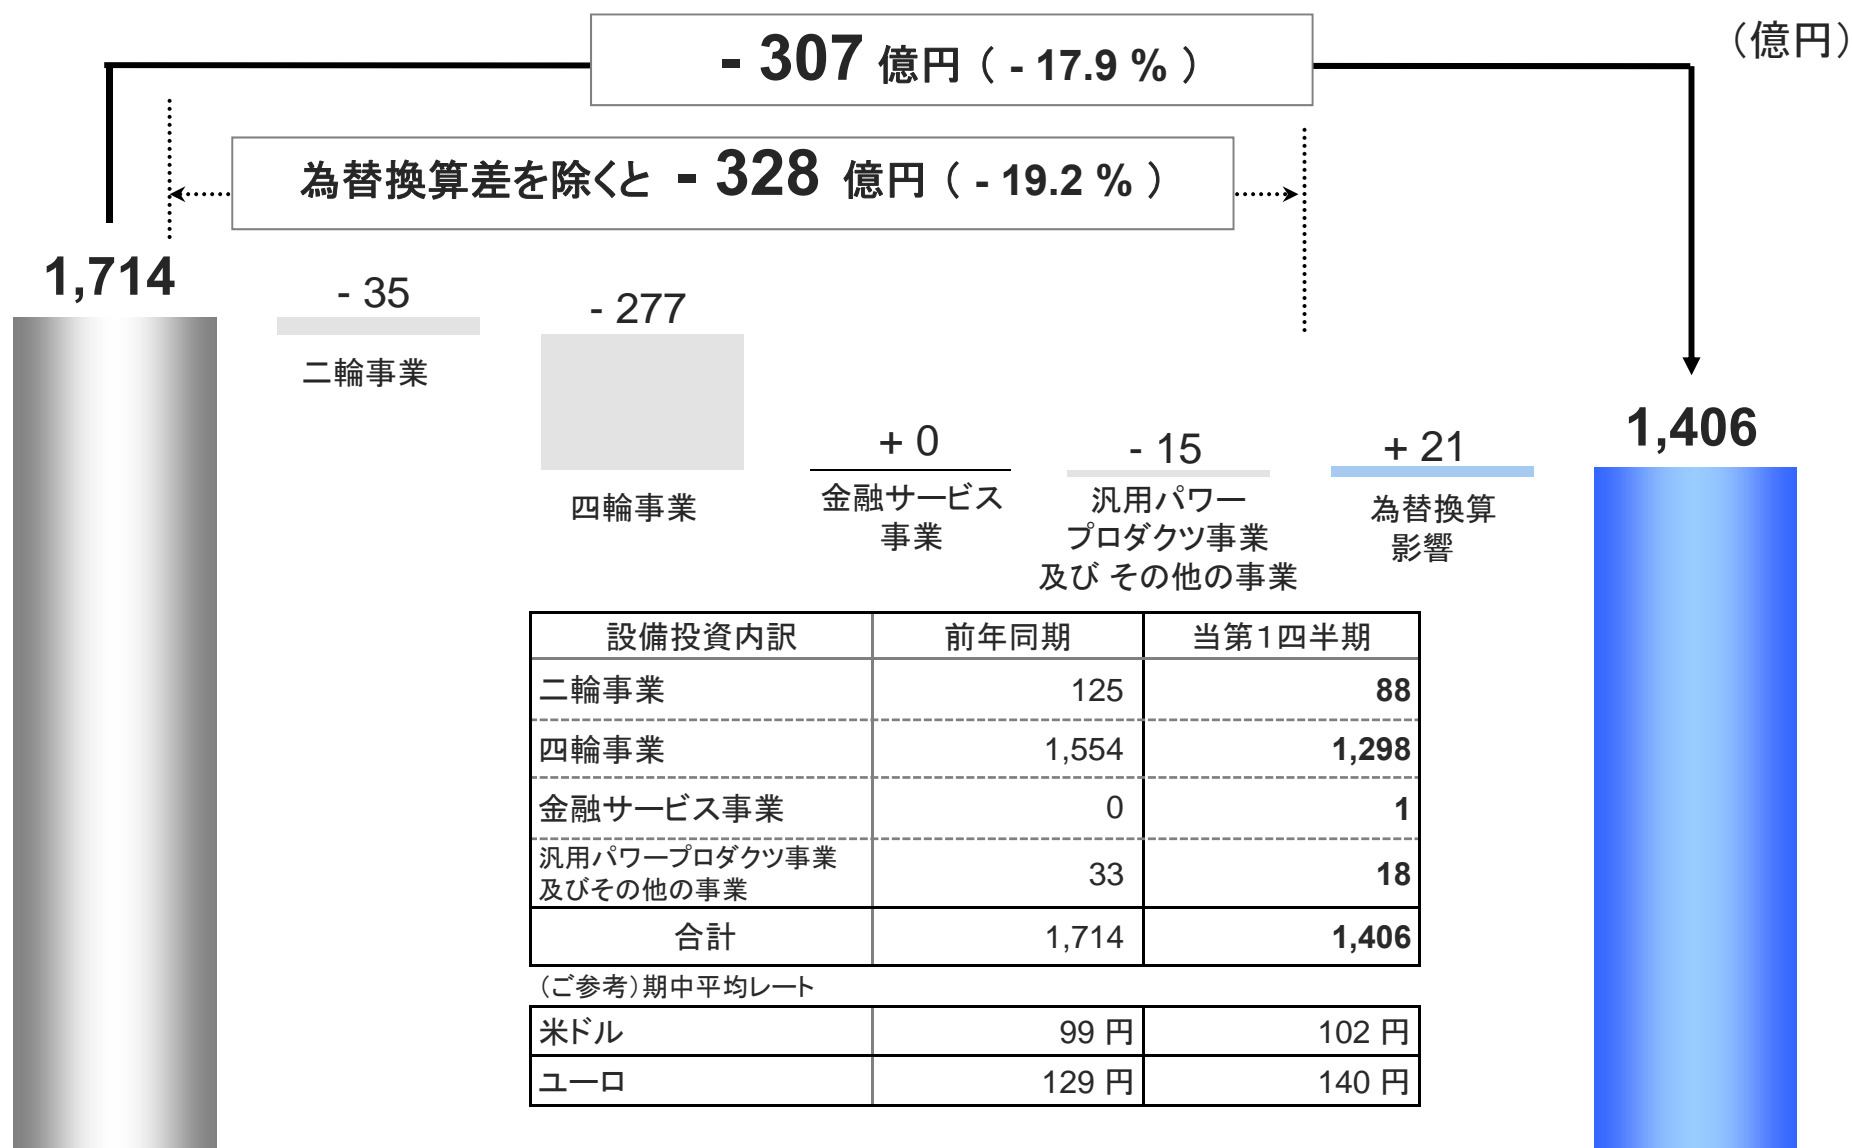 - 307 億円 ( - 17.9 % )
（億円）
為替換算差を除くと - 328 億円 ( - 19.2 % )
1,714
- 35
二輪事業
- 277
四輪事業
+ 0
金融サービス
事業
- 15
汎用パワー
プロダクツ事業
及び その他の事業
+ 21
為替換算
影響
1,406
設備投資内訳 前年同期 当第１四半期
二輪事業 125 88
四輪事業 1,554 1,298
金融サービス事業 0 1
汎用パワープロダクツ事業
及びその他の事業 33 18
合計 1,714 1,406
（ご参考）期中平均レート
米ドル 99 円 102 円
ユーロ 129 円 140 円